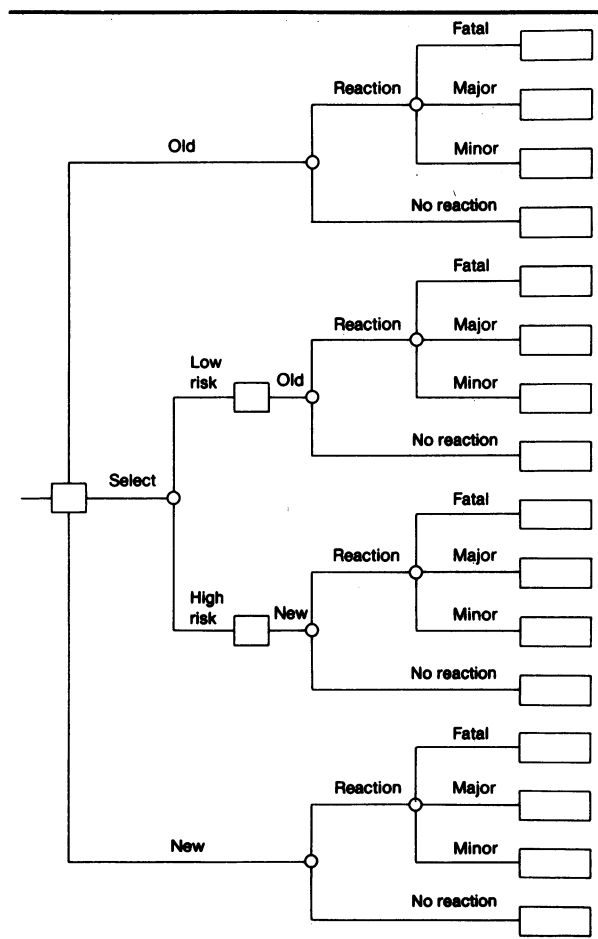 Fatal
Reaction
Major
Old
Minor
No reaction
Fatal
Reaction
Major
Low
risk
Old
Minor
No reaction
Select
Fatal
Reaction
Major
High
risk
New
Minor
No reaction
Fatal
Reaction
Major
New
Minor
No reaction